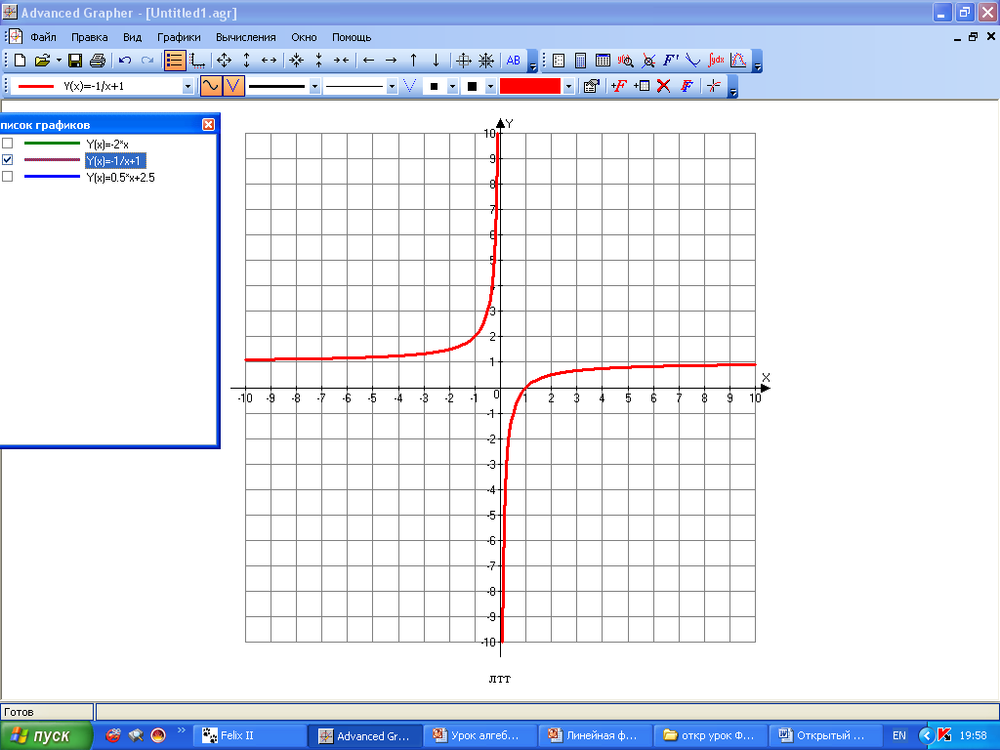 Advanced Grapher - [Untitled1.agr]
Файл Правка Вид Графики Вычисления Окно Помощь
AB F' ∫ydx
Y(x)=-1/x+1
писок графиков
Y(x)=-2*x
Y(x)=-1/x+1
Y(x)=0.5*x+2.5
Y
10
9
8
7
6
5
4
3
2
1
X
-10 -9 -8 -7 -6 -5 -4 -3 -2 -1 0 1 2 3 4 5 6 7 8 9 10
-1
-2
-3
-4
-5
-6
-7
-8
-9
-10
лтт
Готов
пуск
Felix II
Advanced Gr...
Урок алгеб...
Линейная ф...
откр урок Ф...
Открытый ...
EN
19:58